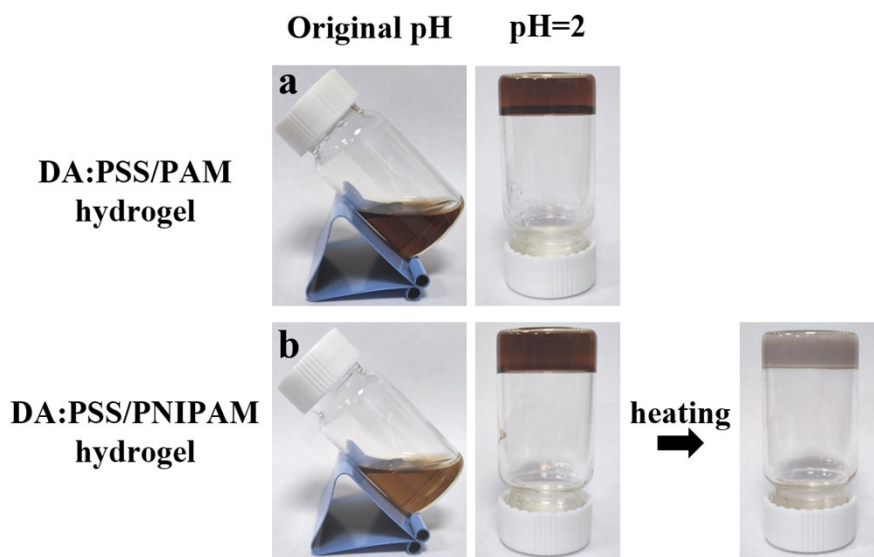 Original pH
pH=2
a
DA:PSS/PAM
hydrogel
b
DA:PSS/PNIPAM
hydrogel
heating